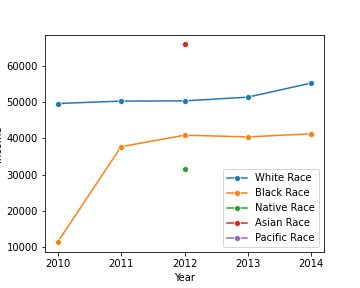 60000
50000
40000
30000
20000
10000
2010 2011 2012 2013 2014
Year
White Race
Black Race
Native Race
Asian Race
Pacific Race